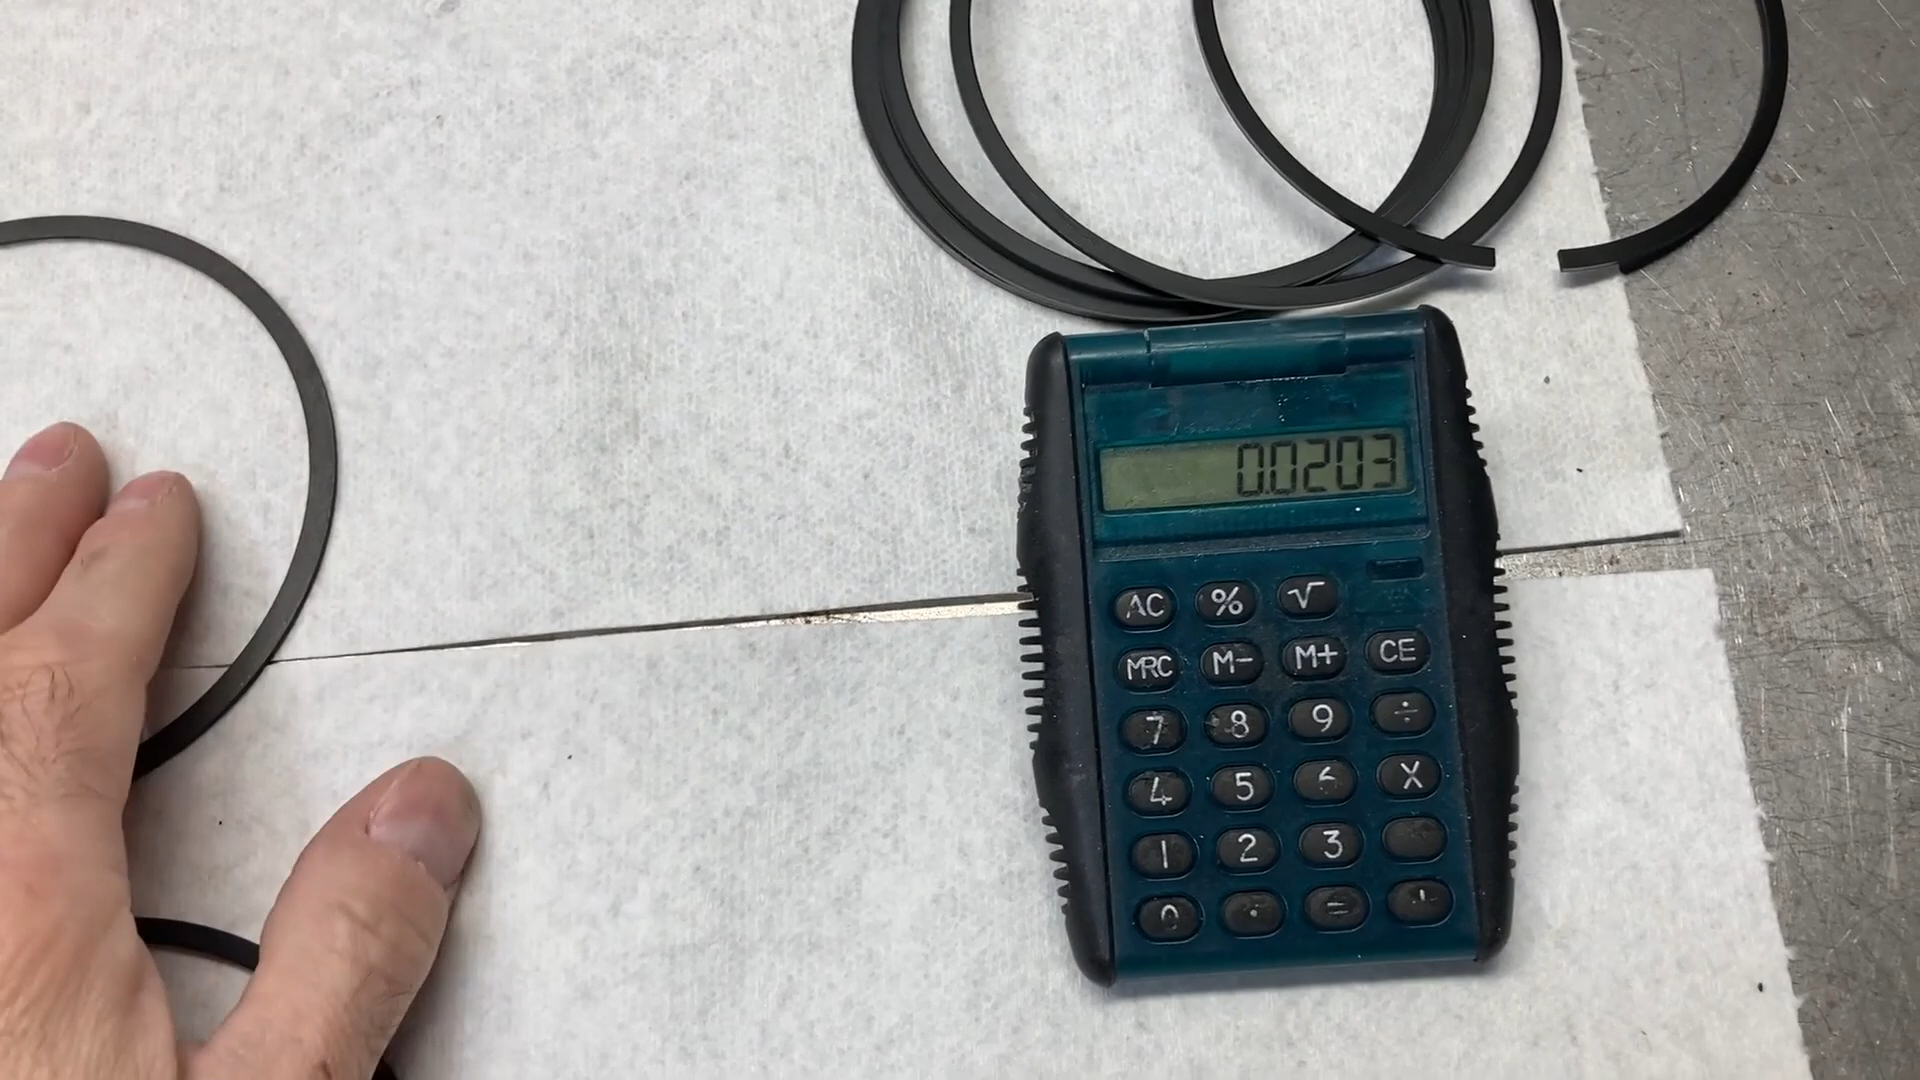 0.0203
AC % √
MRC M- M+ CE
7 8 9 ÷
4 5 6 X
1 2 3
0 . = +